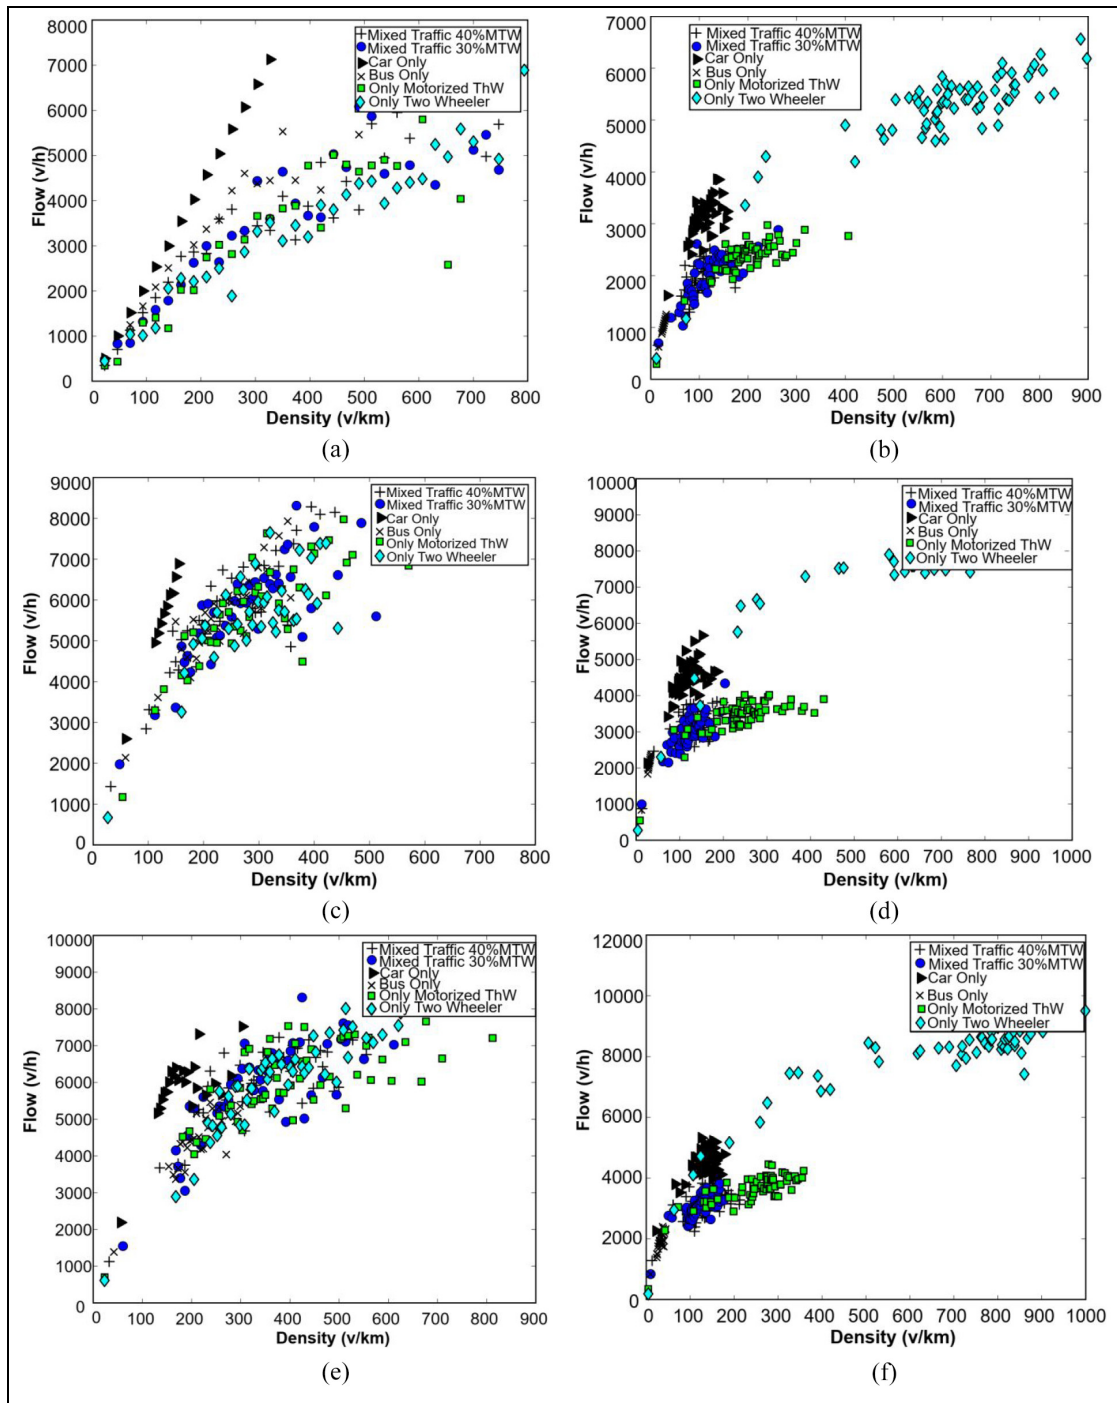 8000
7000
6000
5000
4000
3000
2000
1000
0
Flow (v/h)
Mixed Traffic 40%MTW
Mixed Traffic 30%MTW
Car Only
Bus Only
Only Motorized ThW
Only Two Wheeler
0 100 200 300 400 500 600 700 800
Density (v/km)
(a)
7000
6000
5000
4000
3000
2000
1000
0
Flow (v/h)
Mixed Traffic 40%MTW
Mixed Traffic 30%MTW
Car Only
Bus Only
Only Motorized ThW
Only Two Wheeler
0 100 200 300 400 500 600 700 800 900
Density (v/km)
(b)
9000
8000
7000
6000
5000
4000
3000
2000
1000
0
Flow (v/h)
Mixed Traffic 40%MTW
Mixed Traffic 30%MTW
Car Only
Bus Only
Only Motorized ThW
Only Two Wheeler
0 100 200 300 400 500 600 700 800
Density (v/km)
(c)
10000
9000
8000
7000
6000
5000
4000
3000
2000
1000
0
Flow (v/h)
Mixed Traffic 40%MTW
Mixed Traffic 30%MTW
Car Only
Bus Only
Only Motorized ThW
Only Two Wheeler
0 100 200 300 400 500 600 700 800 900 1000
Density (v/km)
(d)
10000
9000
8000
7000
6000
5000
4000
3000
2000
1000
0
Flow (v/h)
Mixed Traffic 40%MTW
Mixed Traffic 30%MTW
Car Only
Bus Only
Only Motorized ThW
Only Two Wheeler
0 100 200 300 400 500 600 700 800 900
Density (v/km)
(e)
12000
10000
8000
6000
4000
2000
0
Flow (v/h)
Mixed Traffic 40%MTW
Mixed Traffic 30%MTW
Car Only
Bus Only
Only Motorized ThW
Only Two Wheeler
0 100 200 300 400 500 600 700 800 900 1000
Density (v/km)
(f)